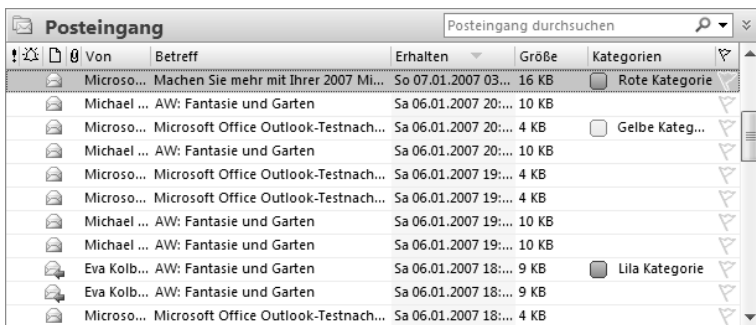 Posteingang Posteingang durchsuchen
Von Betreff Erhalten Größe Kategorien
Microso... Machen Sie mehr mit Ihrer 2007 Mi... So 07.01.2007 03... 16 KB Rote Kategorie
Michael ... AW: Fantasie und Garten Sa 06.01.2007 20:... 10 KB
Microso... Microsoft Office Outlook-Testnach... Sa 06.01.2007 20:... 4 KB Gelbe Kateg...
Michael ... AW: Fantasie und Garten Sa 06.01.2007 20:... 10 KB
Microso... Microsoft Office Outlook-Testnach... Sa 06.01.2007 19:... 4 KB
Microso... Microsoft Office Outlook-Testnach... Sa 06.01.2007 19:... 4 KB
Michael ... AW: Fantasie und Garten Sa 06.01.2007 19:... 10 KB
Michael ... AW: Fantasie und Garten Sa 06.01.2007 19:... 10 KB
Eva Kolb... AW: Fantasie und Garten Sa 06.01.2007 18:... 9 KB Lila Kategorie
Eva Kolb... AW: Fantasie und Garten Sa 06.01.2007 18:... 9 KB
Microso... Microsoft Office Outlook-Testnach... Sa 06.01.2007 18:... 4 KB